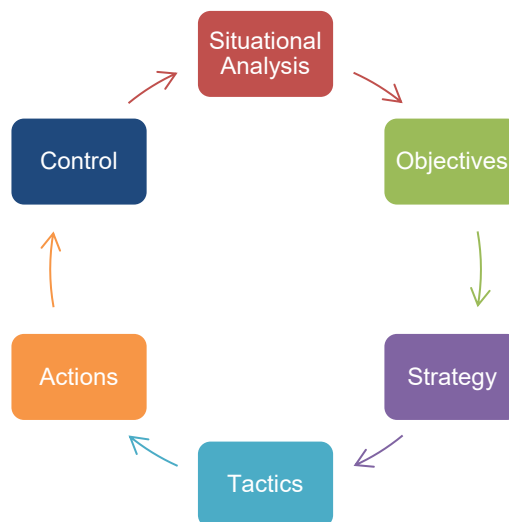 Situational
Analysis
Objectives
Strategy
Tactics
Actions
Control